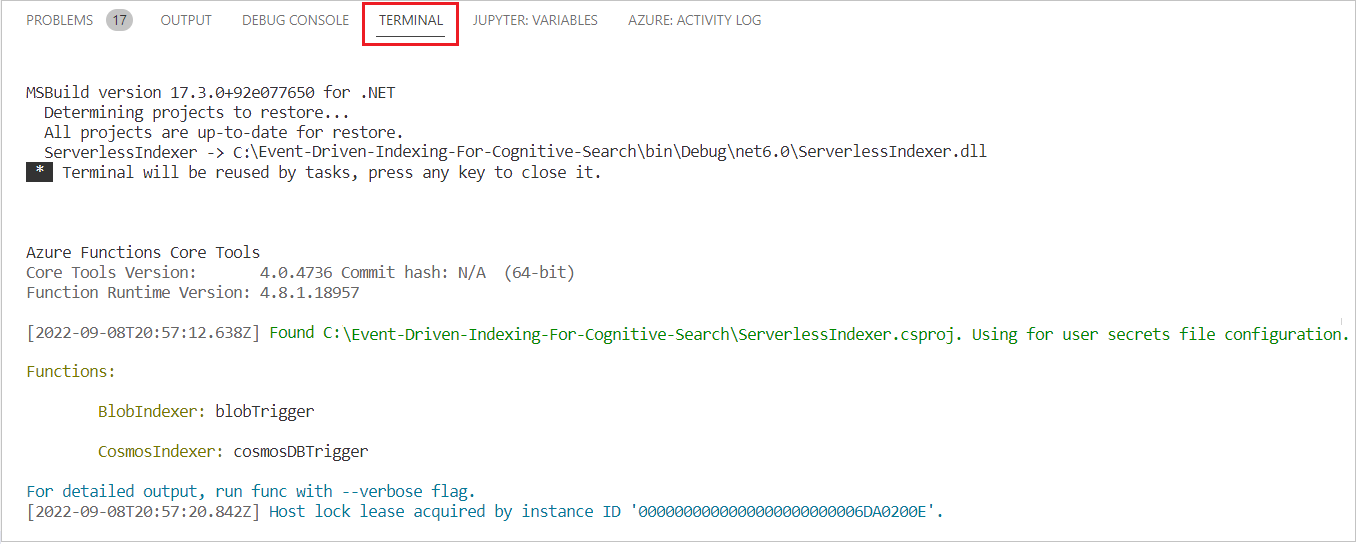 PROBLEMS 17 OUTPUT DEBUG CONSOLE TERMINAL JUPYTER: VARIABLES AZURE: ACTIVITY LOG
MSBuild version 17.3.0+92e077650 for .NET
Determining projects to restore...
All projects are up-to-date for restore.
ServerlessIndexer -> C:\Event-Driven-Indexing-For-Cognitive-Search\bin\Debug\net6.0\ServerlessIndexer.dll
* Terminal will be reused by tasks, press any key to close it.
Azure Functions Core Tools
Core Tools Version: 4.0.4736 Commit hash: N/A (64-bit)
Function Runtime Version: 4.8.1.18957
[2022-09-08T20:57:12.638Z] Found C:\Event-Driven-Indexing-For-Cognitive-Search\ServerlessIndexer.csproj. Using for user secrets file configuration.
Functions:
BlobIndexer: blobTrigger
CosmosIndexer: cosmosDBTrigger
For detailed output, run func with --verbose flag.
[2022-09-08T20:57:20.842Z] Host lock lease acquired by instance ID '0000000000000000000000006DA0200E'.